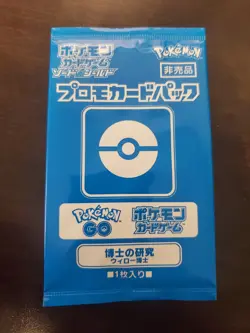 ポケモン
カードゲーム
ソード&シールド
Pokémon
非売品
プロモカードパック
Pokémon
GO
ポケモン
カードゲーム
博士の研究
ウィロー博士
■1枚入り■